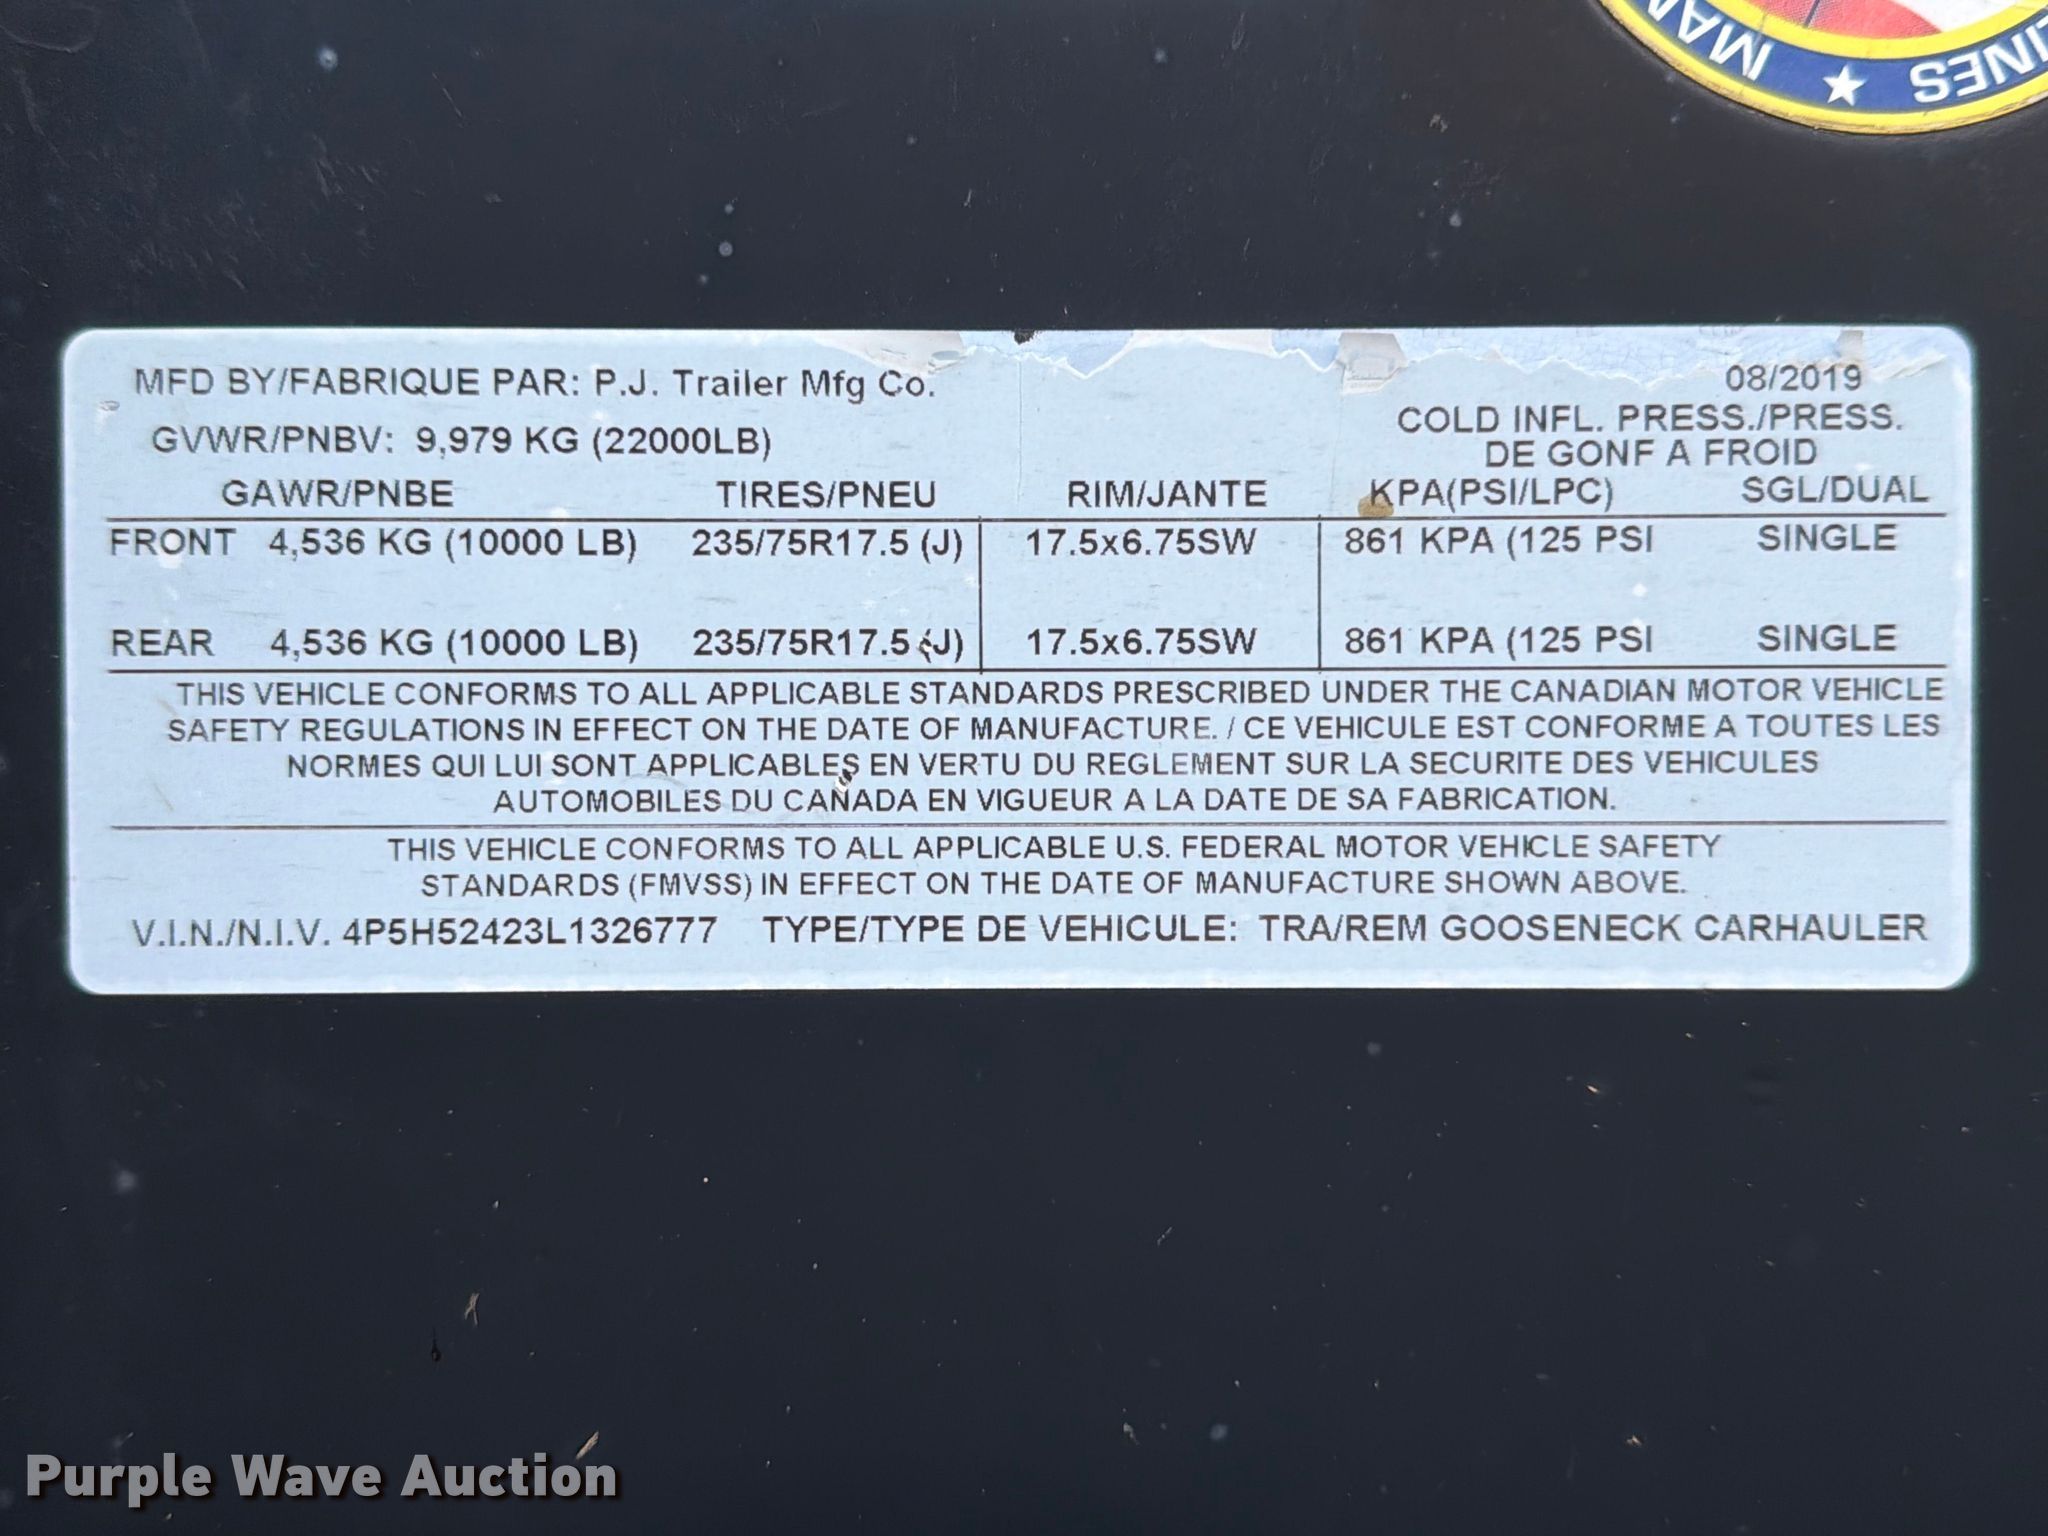 MA
INES
MFD BY/FABRIQUE PAR: P.J. Trailer Mfg Co.
08/2019
GVWR/PNBV: 9,979 KG (22000LB)
COLD INFL. PRESS./PRESS.
DE GONF A FROID
GAWR/PNBE TIRES/PNEU RIM/JANTE KPA(PSI/LPC) SGL/DUAL
FRONT 4,536 KG (10000 LB) 235/75R17.5 (J) 17.5x6.75SW 861 KPA (125 PSI SINGLE
REAR 4,536 KG (10000 LB) 235/75R17.5 (J) 17.5x6.75SW 861 KPA (125 PSI SINGLE
THIS VEHICLE CONFORMS TO ALL APPLICABLE STANDARDS PRESCRIBED UNDER THE CANADIAN MOTOR VEHICLE
SAFETY REGULATIONS IN EFFECT ON THE DATE OF MANUFACTURE. / CE VEHICULE EST CONFORME A TOUTES LES
NORMES QUI LUI SONT APPLICABLES EN VERTU DU REGLEMENT SUR LA SECURITE DES VEHICULES
AUTOMOBILES DU CANADA EN VIGUEUR A LA DATE DE SA FABRICATION.
THIS VEHICLE CONFORMS TO ALL APPLICABLE U.S. FEDERAL MOTOR VEHICLE SAFETY
STANDARDS (FMVSS) IN EFFECT ON THE DATE OF MANUFACTURE SHOWN ABOVE.
V.I.N./N.I.V. 4P5H52423L1326777 TYPE/TYPE DE VEHICULE: TRA/REM GOOSENECK CARHAULER
Purple Wave Auction